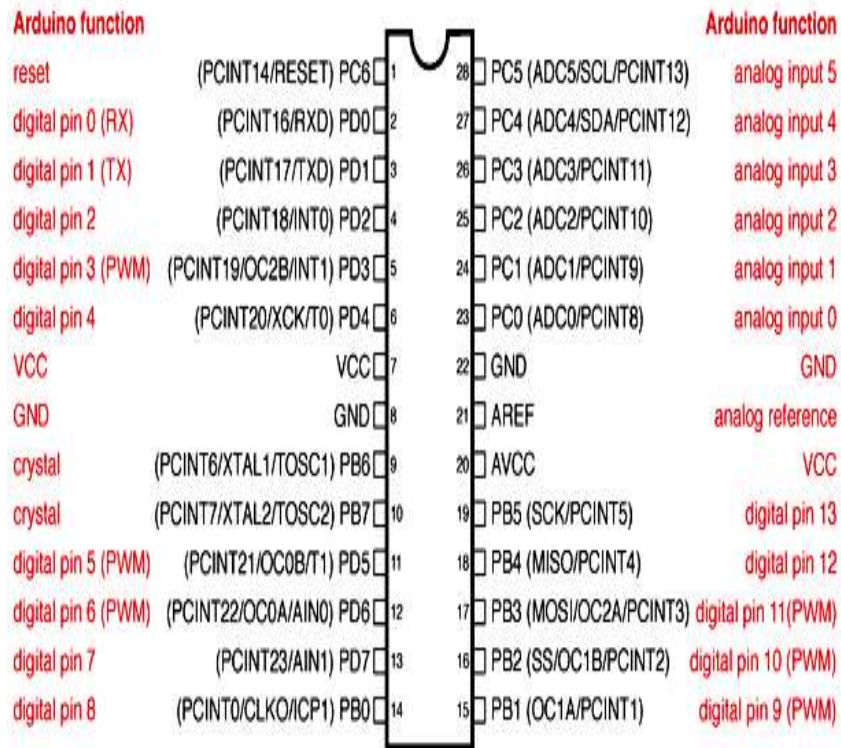 Arduino function Arduino function
reset (PCINT14/RESET) PC6 1 28 PC5 (ADC5/SCL/PCINT13) analog input 5
digital pin 0 (RX) (PCINT16/RXD) PD0 2 27 PC4 (ADC4/SDA/PCINT12) analog input 4
digital pin 1 (TX) (PCINT17/TXD) PD1 3 26 PC3 (ADC3/PCINT11) analog input 3
digital pin 2 (PCINT18/INT0) PD2 4 25 PC2 (ADC2/PCINT10) analog input 2
digital pin 3 (PWM) (PCINT19/OC2B/INT1) PD3 5 24 PC1 (ADC1/PCINT9) analog input 1
digital pin 4 (PCINT20/XCK/T0) PD4 6 23 PC0 (ADC0/PCINT8) analog input 0
VCC VCC 7 22 GND GND
GND GND 8 21 AREF analog reference
crystal (PCINT6/XTAL1/TOSC1) PB6 9 20 AVCC VCC
crystal (PCINT7/XTAL2/TOSC2) PB7 10 19 PB5 (SCK/PCINT5) digital pin 13
digital pin 5 (PWM) (PCINT21/OC0B/T1) PD5 11 18 PB4 (MISO/PCINT4) digital pin 12
digital pin 6 (PWM) (PCINT22/OC0A/AIN0) PD6 12 17 PB3 (MOSI/OC2A/PCINT3) digital pin 11(PWM)
digital pin 7 (PCINT23/AIN1) PD7 13 16 PB2 (SS/OC1B/PCINT2) digital pin 10 (PWM)
digital pin 8 (PCINT0/CLKO/ICP1) PB0 14 15 PB1 (OC1A/PCINT1) digital pin 9 (PWM)